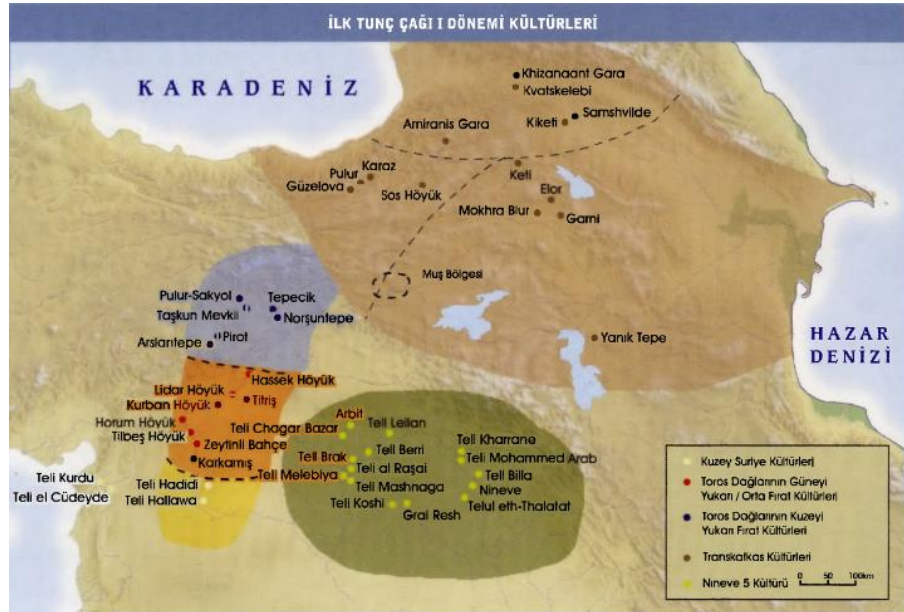 İLK TUNÇ ÇAĞI I DÖNEMİ KÜLTÜRLERİ
KARADENİZ
Khizanaant Gara
Kvatskelebi
Samshvilde
Kiketi
Amiranis Gara
Karaz
Pulur
Güzelova
Sos Höyük
Keti
Elor
Mokhra Blur
Garni
Muş Bölgesi
Pulur-Sakyol
Tepecik
Taşkun Mevkii
Norşuntepe
Pirot
Arslantepe
Yanık Tepe
HAZAR
DENİZİ
Hassek Höyük
Lidar Höyük
Titriş
Kurban Höyük
Horum Höyük
Tilbeş Höyük
Zeytinli Bahçe
Karkamış
Arbit
Tell Chagar Bazar
Tell Leilan
Tell Berri
Tell Brak
Tell Kharrane
Tell Mohammed Arab
Tell Melebiya
Tell al Raşai
Tell Billa
Tell Mashnaga
Nineve
Tell Koshi
Grai Resh
Telul eth-Thalatat
Tell Kurdu
Tell el Cüdeyde
Tell Hadidi
Tell Hallawa
Kuzey Suriye Kültürleri
Toros Dağlarının Güneyi
Yukarı / Orta Fırat Kültürleri
Toros Dağlarının Kuzeyi
Yukarı Fırat Kültürleri
Transkafkas Kültürleri
Nineve 5 Kültürü
0 50 100km